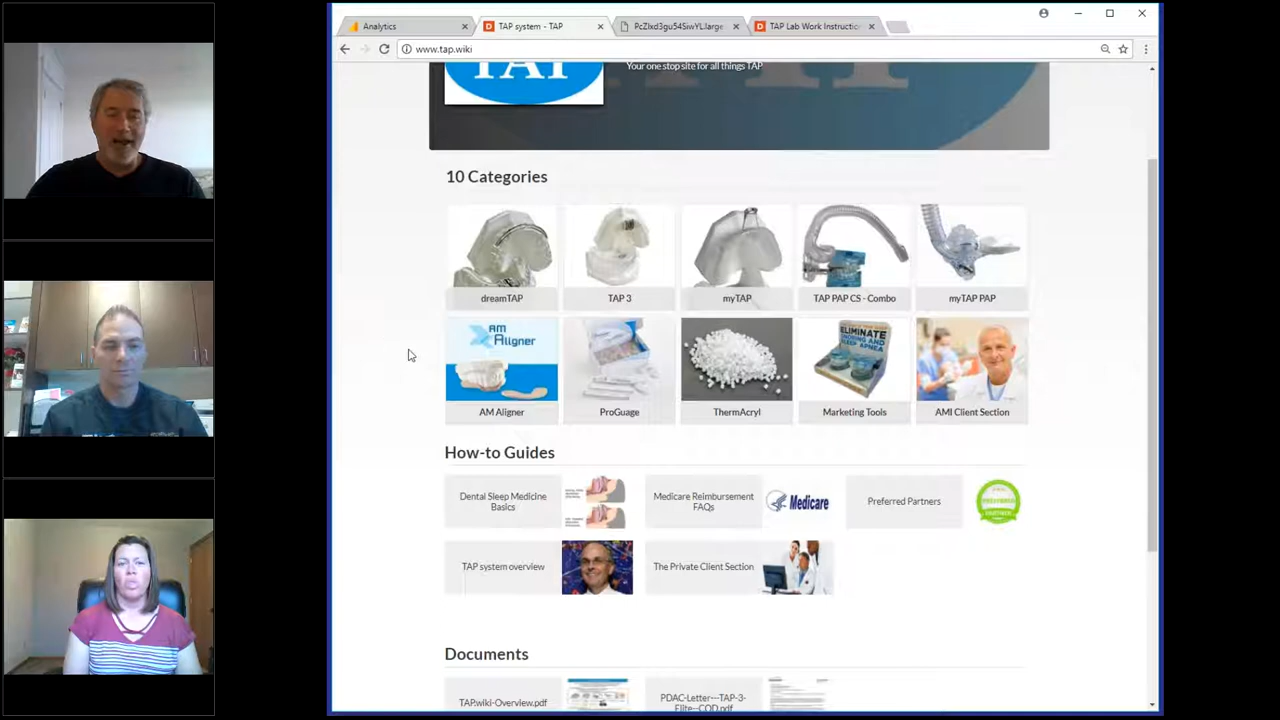 Analytics
TAP system - TAP
PcZlxd3gu54SiwYL.large
TAP Lab Work Instruction
www.tap.wiki
TAP
Your one stop site for all things TAP
10 Categories
dreamTAP
TAP 3
myTAP
TAP PAP CS - Combo
myTAP PAP
AM
Aligner
ELIMINATE
SNORING AND
SLEEP APNEA
AM Aligner
ProGuage
ThermAcryl
Marketing Tools
AMI Client Section
How-to Guides
Dental Sleep Medicine
Basics
Medicare Reimbursement
FAQs
Medicare
Preferred Partners
TAP system overview
The Private Client Section
Documents
TAP.wiki-Overview.pdf
PDAC-Letter---TAP-3-
Elite--COD.pdf